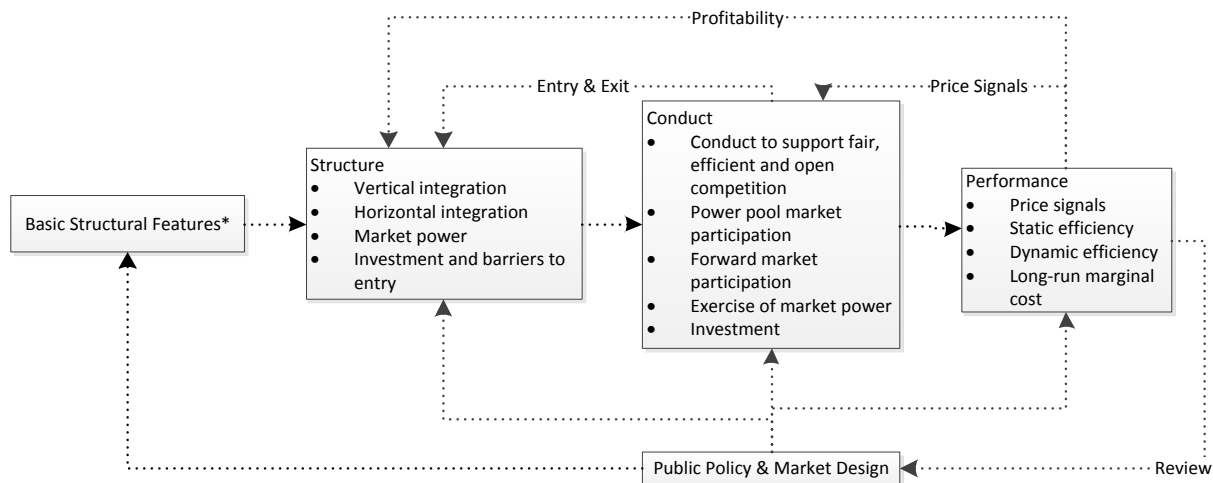 Profitability
Entry & Exit
Price Signals
Basic Structural Features*
Structure
● Vertical integration
● Horizontal integration
● Market power
● Investment and barriers to
entry
Conduct
● Conduct to support fair,
efficient and open
competition
● Power pool market
participation
● Forward market
participation
● Exercise of market power
● Investment
Performance
● Price signals
● Static efficiency
● Dynamic efficiency
● Long-run marginal
cost
Public Policy & Market Design
Review